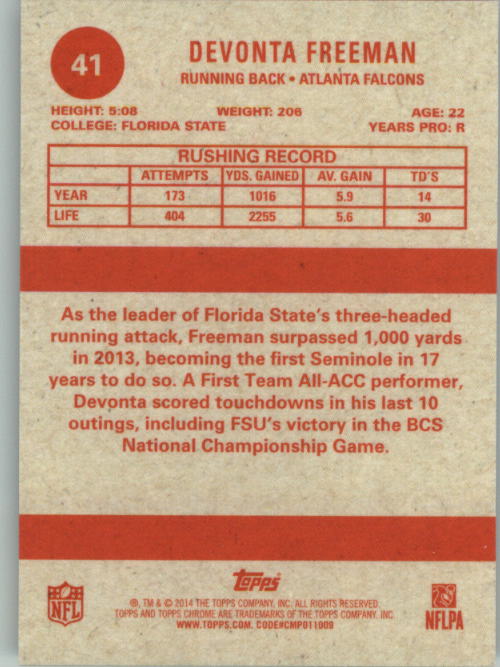 41
DEVONTA FREEMAN
RUNNING BACK • ATLANTA FALCONS
HEIGHT: 5:08 WEIGHT: 206 AGE: 22
COLLEGE: FLORIDA STATE YEARS PRO: R
RUSHING RECORD
ATTEMPTS YDS. GAINED AV. GAIN TD'S
YEAR 173 1016 5.9 14
LIFE 404 2255 5.6 30
As the leader of Florida State's three-headed
running attack, Freeman surpassed 1,000 yards
in 2013, becoming the first Seminole in 17
years to do so. A First Team All-ACC performer,
Devonta scored touchdowns in his last 10
outings, including FSU's victory in the BCS
National Championship Game.
Topps
®, TM & © 2014 THE TOPPS COMPANY, INC. ALL RIGHTS RESERVED.
TOPPS AND TOPPS CHROME ARE TRADEMARKS OF THE TOPPS COMPANY, INC.
WWW.TOPPS.COM. CODE#CMP011009
NFL
NFLPA